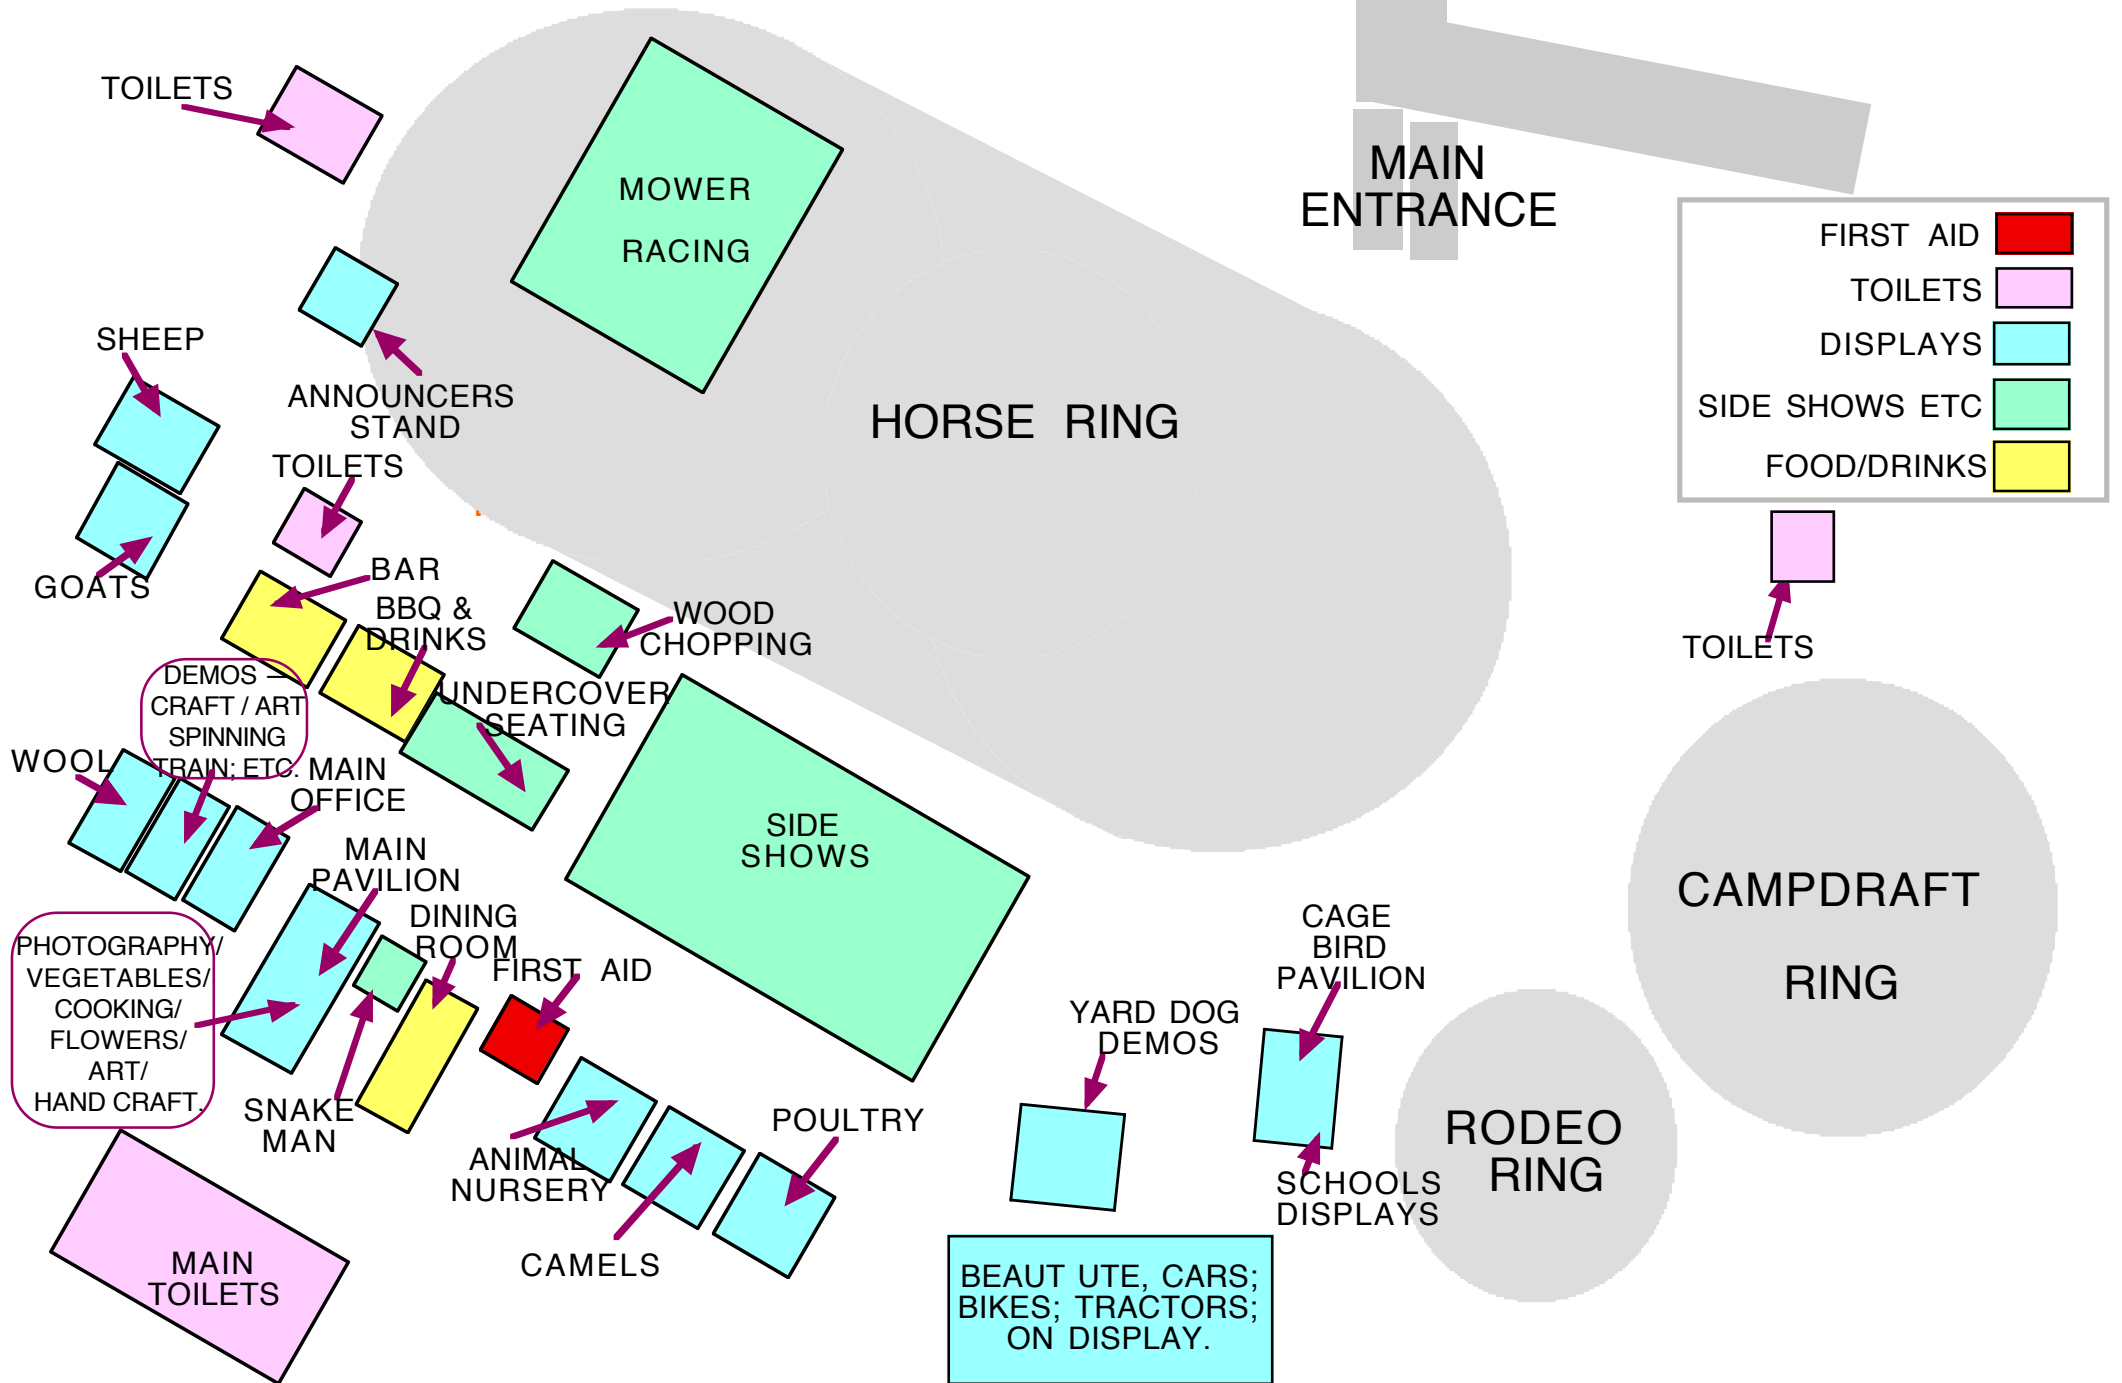 TOILETS
MOWER
RACING
MAIN
ENTRANCE
FIRST AID
TOILETS
DISPLAYS
SIDE SHOWS ETC
FOOD/DRINKS
SHEEP
ANNOUNCERS
STAND
HORSE RING
TOILETS
GOATS
BAR
BBQ &
DRINKS
WOOD
CHOPPING
TOILETS
UNDERCOVER
SEATING
DEMOS —
CRAFT / ART
SPINNING
TRAIN; ETC.
WOOL
MAIN
OFFICE
SIDE
SHOWS
MAIN
PAVILION
DINING
ROOM
FIRST AID
CAMPDRAFT
RING
CAGE
BIRD
PAVILION
PHOTOGRAPHY/
VEGETABLES/
COOKING/
FLOWERS/
ART/
HAND CRAFT.
YARD DOG
DEMOS
SNAKE
MAN
POULTRY
RODEO
RING
ANIMAL
NURSERY
SCHOOLS
DISPLAYS
CAMELS
MAIN
TOILETS
BEAUT UTE, CARS;
BIKES; TRACTORS;
ON DISPLAY.